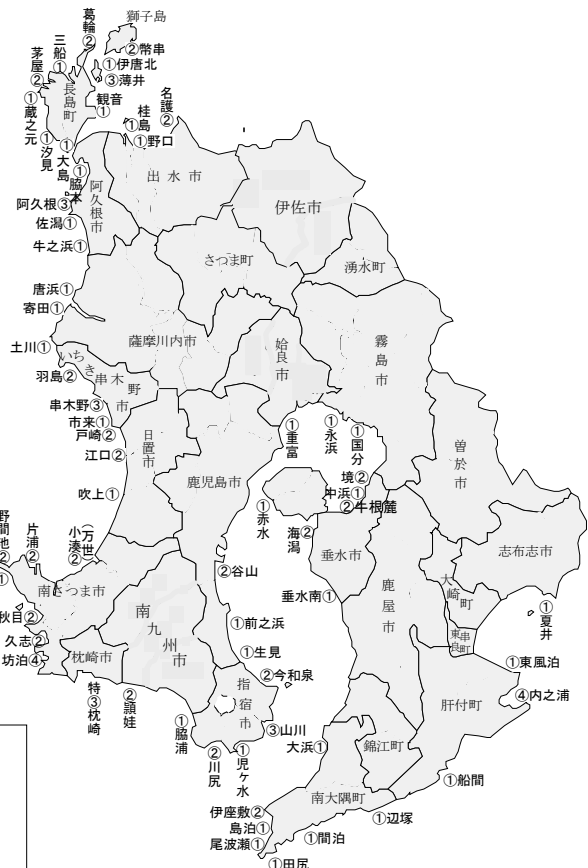 獅子島
葛輪②
三船①
②幣串
茅屋②
①伊唐北
③薄井
長島町
観音①
名護②
①桂島
①蔵之元
①野口
①汐見
①大島
①脇本
出水市
伊佐市
阿久根③
阿久根市
佐潟①
牛之浜①
さつま町
湧水町
唐浜①
寄田①
土川①
薩摩川内市
姶良市
霧島市
いちき串木野市
羽島②
串木野③
市来①
戸崎②
江口②
日置市
鹿児島市
①重富
①永浜
①国分
曽於市
境②
中浜①
②牛根麓
吹上①
①赤水
海潟②
垂水市
志布志市
野間池②
片浦②
小湊(万世)②
①
②谷山
垂水南①
鹿屋市
大崎町
南さつま市
南九州市
①夏井
秋目②
①前之浜
東串良町
久志②
枕崎市
①生見
坊泊④
①東風泊
②今和泉
指宿市
④内之浦
肝付町
特③枕崎
②頴娃
①脇浦
③山川
大浜①
錦江町
②川尻
①児ヶ水
①船間
南大隅町
伊座敷②
①辺塚
島泊①
①間泊
尾波瀬①
①田尻